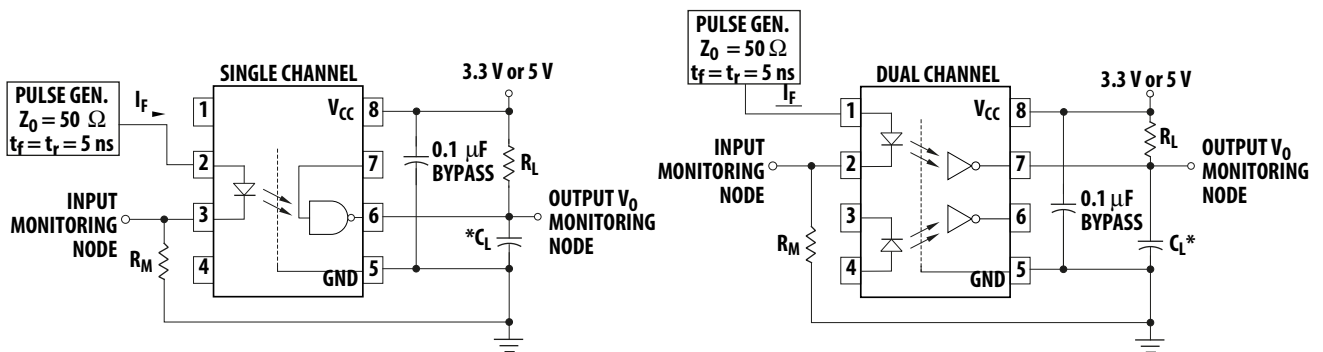 PULSE GEN.
Z0 = 50 Ω
tf = tr = 5 ns
IF
SINGLE CHANNEL
1
2
3
4
VCC
8
7
6
5
GND
3.3 V or 5 V
0.1 μF
BYPASS
RL
*CL
OUTPUT VO
MONITORING
NODE
INPUT
MONITORING
NODE
RM
PULSE GEN.
Z0 = 50 Ω
tf = tr = 5 ns
IF
DUAL CHANNEL
1
2
3
4
VCC
8
7
6
5
GND
3.3 V or 5 V
RL
OUTPUT VO
MONITORING
NODE
0.1 μF
BYPASS
CL*
INPUT
MONITORING
NODE
RM